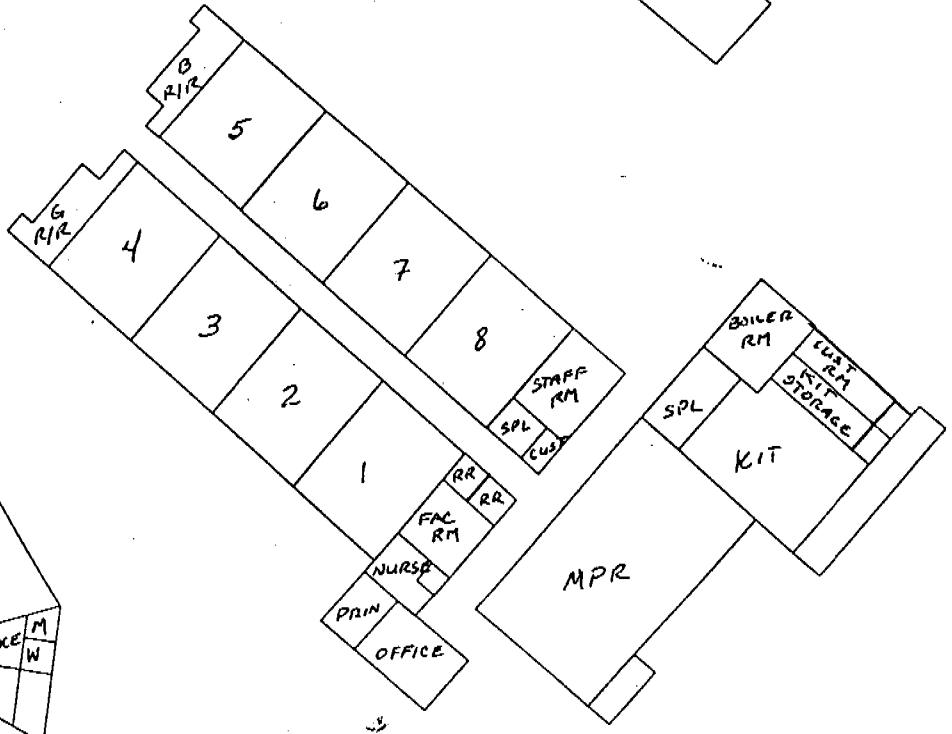 B
R/R
5
6
7
8
STAFF
RM
SPL
CUS
G
R/R
4
3
2
1
RR
RR
FAC
RM
NURSE
PRIN
OFFICE
BOILER
RM
CUST
RM
KIT
STORAGE
SPL
KIT
MPR
M
W